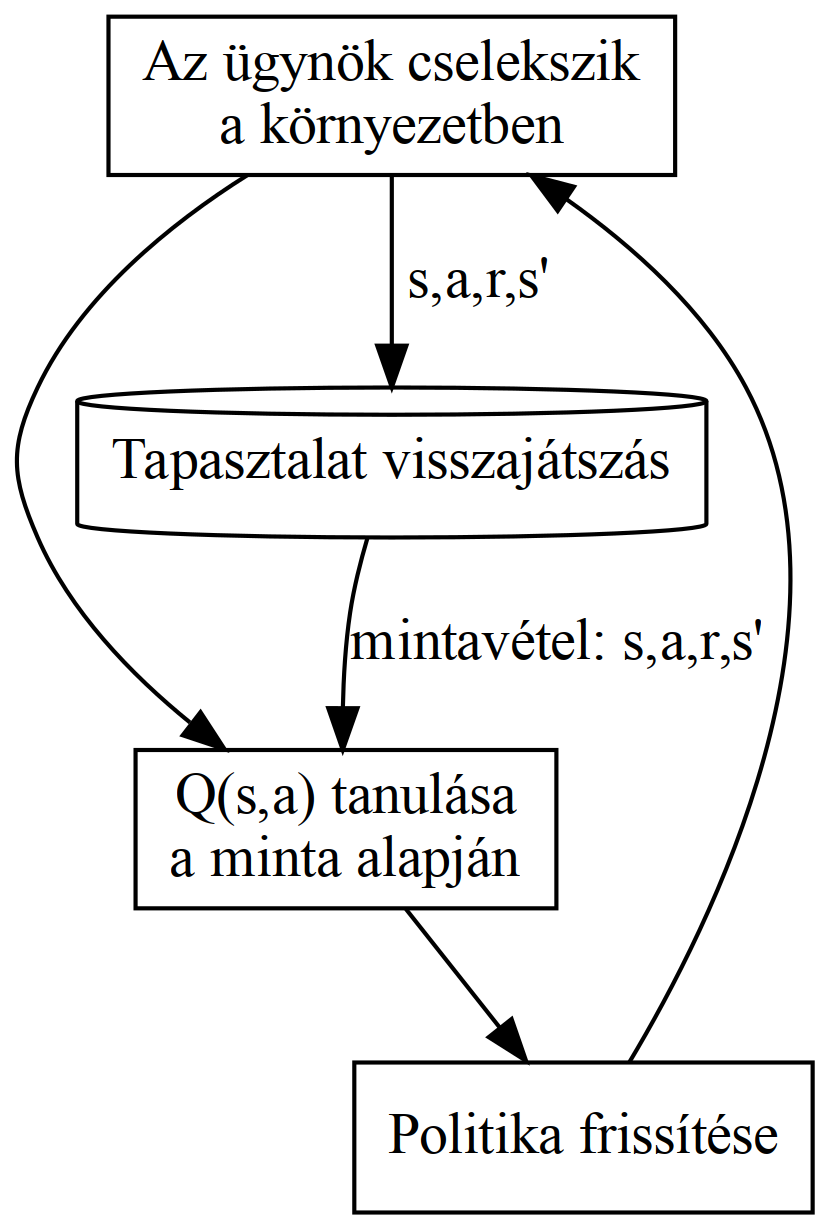 Az ügynök cselekszik
a környezetben
s,a,r,s'
Tapasztalat visszajátszás
mintavétel: s,a,r,s'
Q(s,a) tanulása
a minta alapján
Politika frissítése